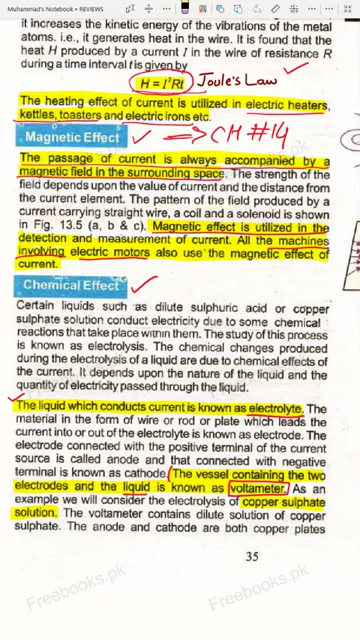 Muhammad's Notebook • REVIEWS
it increases the kinetic energy of the vibrations of the metal
atoms. i.e., it generates heat in the wire. It is found that the
heat H produced by a current I in the wire of resistance R
during a time interval t is given by
H = I²Rt Joule's Law
The heating effect of current is utilized in electric heaters,
kettles, toasters and electric irons etc.
Magnetic Effect ⇒ CH #14
The passage of current is always accompanied by a
magnetic field in the surrounding space. The strength of the
field depends upon the value of current and the distance from
the current element. The pattern of the field produced by a
current carrying straight wire, a coil and a solenoid is shown
in Fig. 13.5 (a, b & c). Magnetic effect is utilized in the
detection and measurement of current. All the machines
involving electric motors also use the magnetic effect of
current.
Chemical Effect
Certain liquids such as dilute sulphuric acid or copper
sulphate solution conduct electricity due to some chemical
reactions that take place within them. The study of this process
is known as electrolysis. The chemical changes produced
during the electrolysis of a liquid are due to chemical effects of
the current. It depends upon the nature of the liquid and the
quantity of electricity passed through the liquid.
The liquid which conducts current is known as electrolyte. The
material in the form of wire or rod or plate which leads the
current into or out of the electrolyte is known as electrode. The
electrode connected with the positive terminal of the current
source is called anode and that connected with negative
terminal is known as cathode. The vessel containing the two
electrodes and the liquid is known as voltameter. As an
example we will consider the electrolysis of copper sulphate
solution. The voltameter contains dilute solution of copper
sulphate. The anode and cathode are both copper plates
35
Freebooks.pk
Freebooks.pk